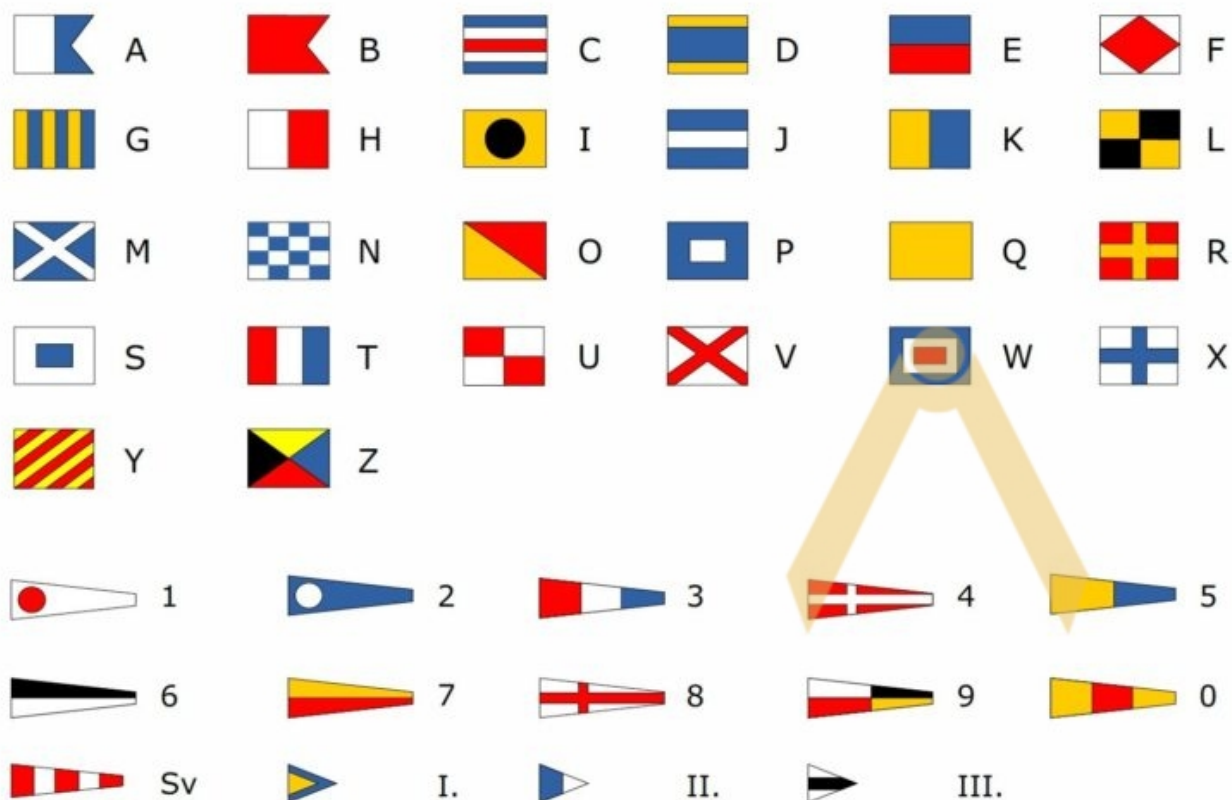 A B C D E F
G H I J K L
M N O P Q R
S T U V W X
Y Z
1 2 3 4 5
6 7 8 9 0
Sv I. II. III.